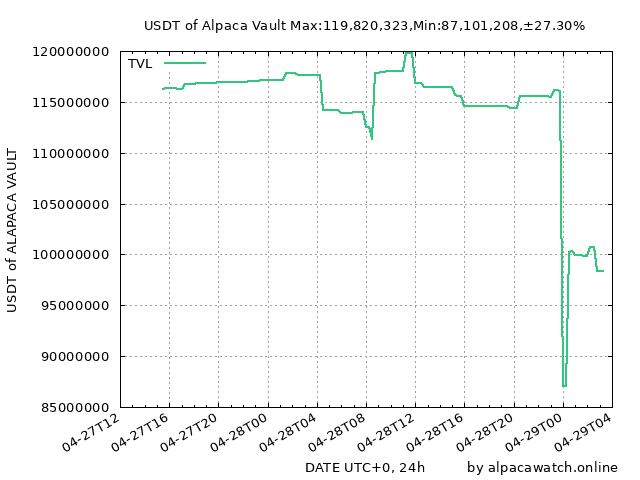 USDT of Alpaca Vault Max:119,820,323,Min:87,101,208,±27.30%
TVL
120000000
115000000
110000000
105000000
100000000
95000000
90000000
85000000
USDT of ALAPACA VAULT
04-27T12
04-27T16
04-27T20
04-28T00
04-28T04
04-28T08
04-28T12
04-28T16
04-28T20
04-29T00
04-29T04
DATE UTC+0, 24h
by alpacawatch.online